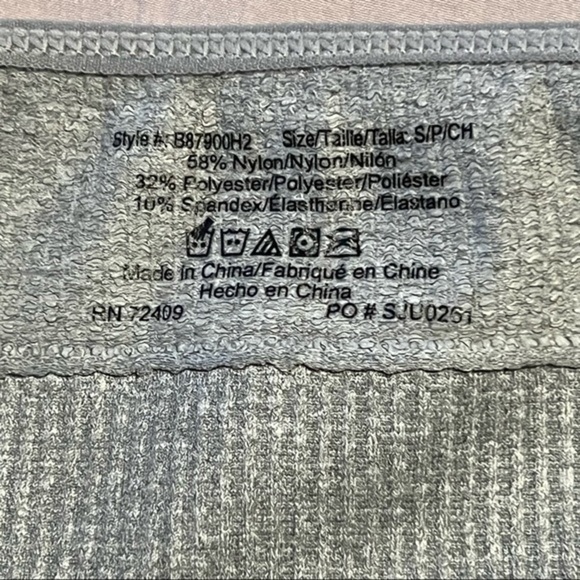 Style #: B87900H2 Size/Taille/Talla: S/P/CH
58% Nylon/Nylon/Nilón
32% Polyester/Polyester/Poliéster
10% Spandex/Élasthanne/Elastano
Made in China/Fabriqué en Chine
Hecho en China
RN 72409 PO # SJU0251